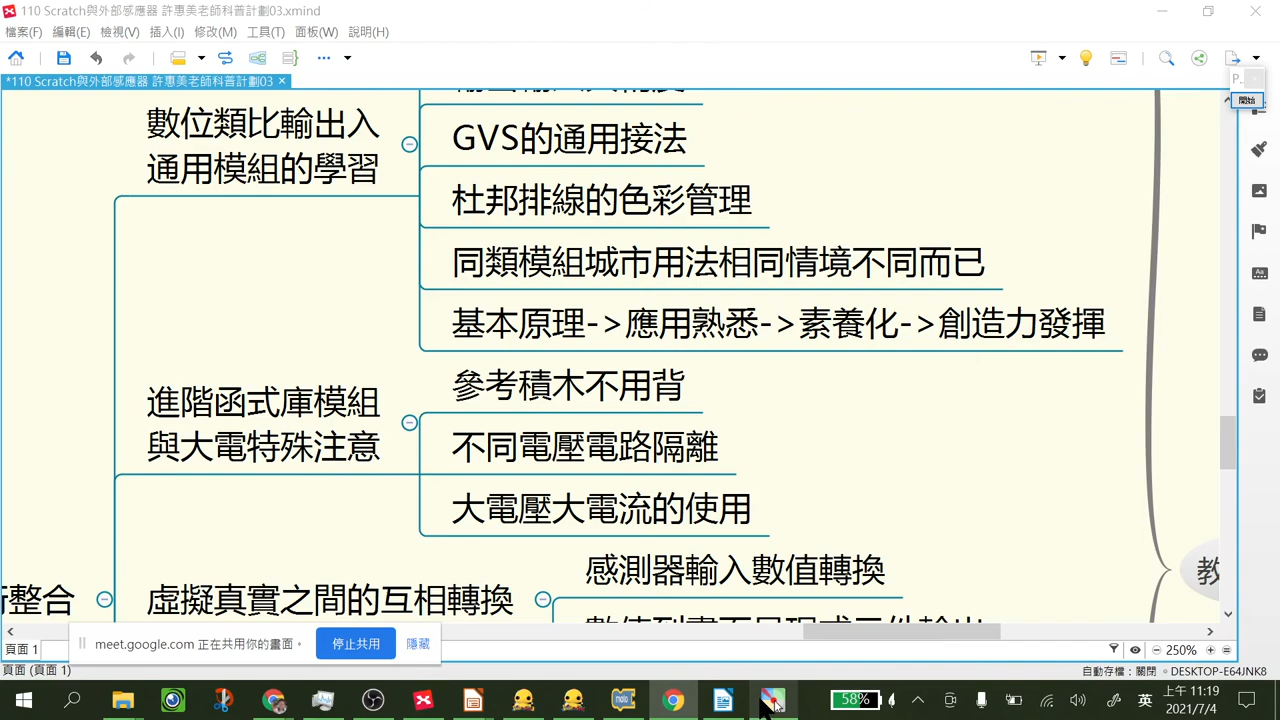 110 Scratch與外部感應器 許惠美老師科普計劃03.xmind
檔案(F) 編輯(E) 檢視(V) 插入(I) 修改(M) 工具(T) 面板(W) 說明(H)
*110 Scratch與外部感應器 許惠美老師科普計劃03
P..
開始
數位類比輸出入
通用模組的學習
GVS的通用接法
杜邦排線的色彩管理
同類模組城市用法相同情境不同而已
基本原理->應用熟悉->素養化->創造力發揮
進階函式庫模組
與大電特殊注意
參考積木不用背
不同電壓電路隔離
大電壓大電流的使用
整合
虛擬真實之間的互相轉換
感測器輸入數值轉換
教
meet.google.com 正在共用你的畫面。
停止共用
隱藏
頁面 1
250%
頁面 (頁面 1)
自動存檔：關閉
DESKTOP-E64JNK8
58%
英
上午 11:19
2021/7/4